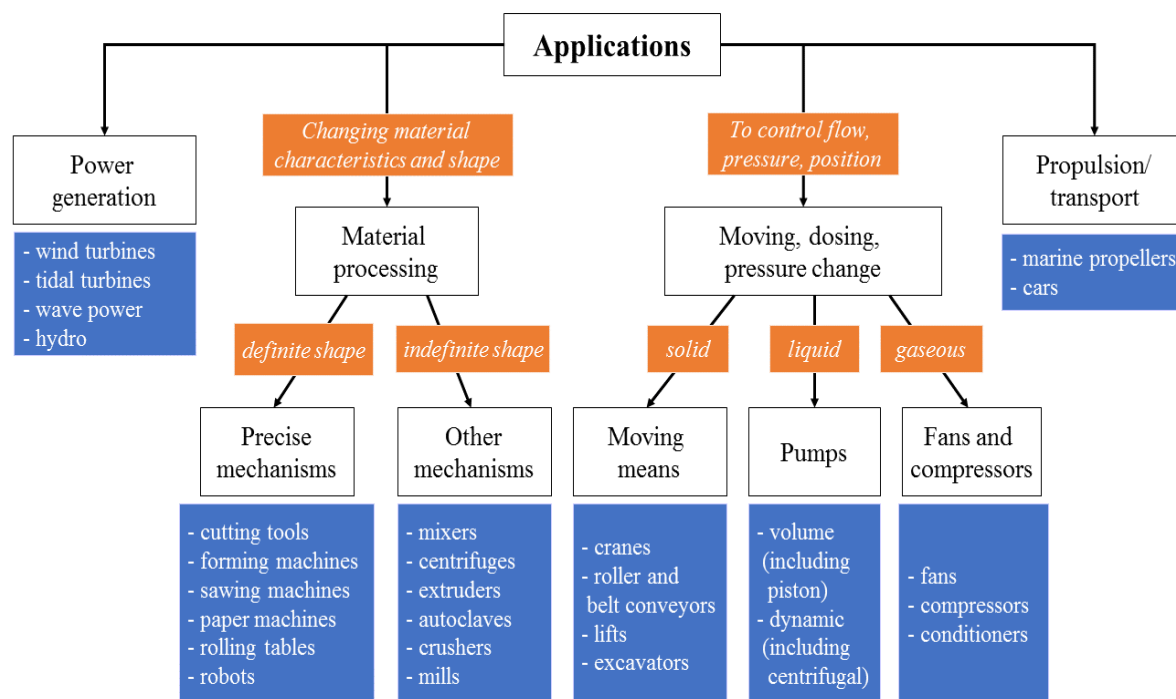 Applications
Changing material
characteristics and shape
To control flow,
pressure, position
Power
generation
- wind turbines
- tidal turbines
- wave power
- hydro
Material
processing
Moving, dosing,
pressure change
Propulsion/
transport
- marine propellers
- cars
definite shape
indefinite shape
solid
liquid
gaseous
Precise
mechanisms
- cutting tools
- forming machines
- sawing machines
- paper machines
- rolling tables
- robots
Other
mechanisms
- mixers
- centrifuges
- extruders
- autoclaves
- crushers
- mills
Moving
means
- cranes
- roller and
belt conveyors
- lifts
- excavators
Pumps
- volume
(including
piston)
- dynamic
(including
centrifugal)
Fans and
compressors
- fans
- compressors
- conditioners